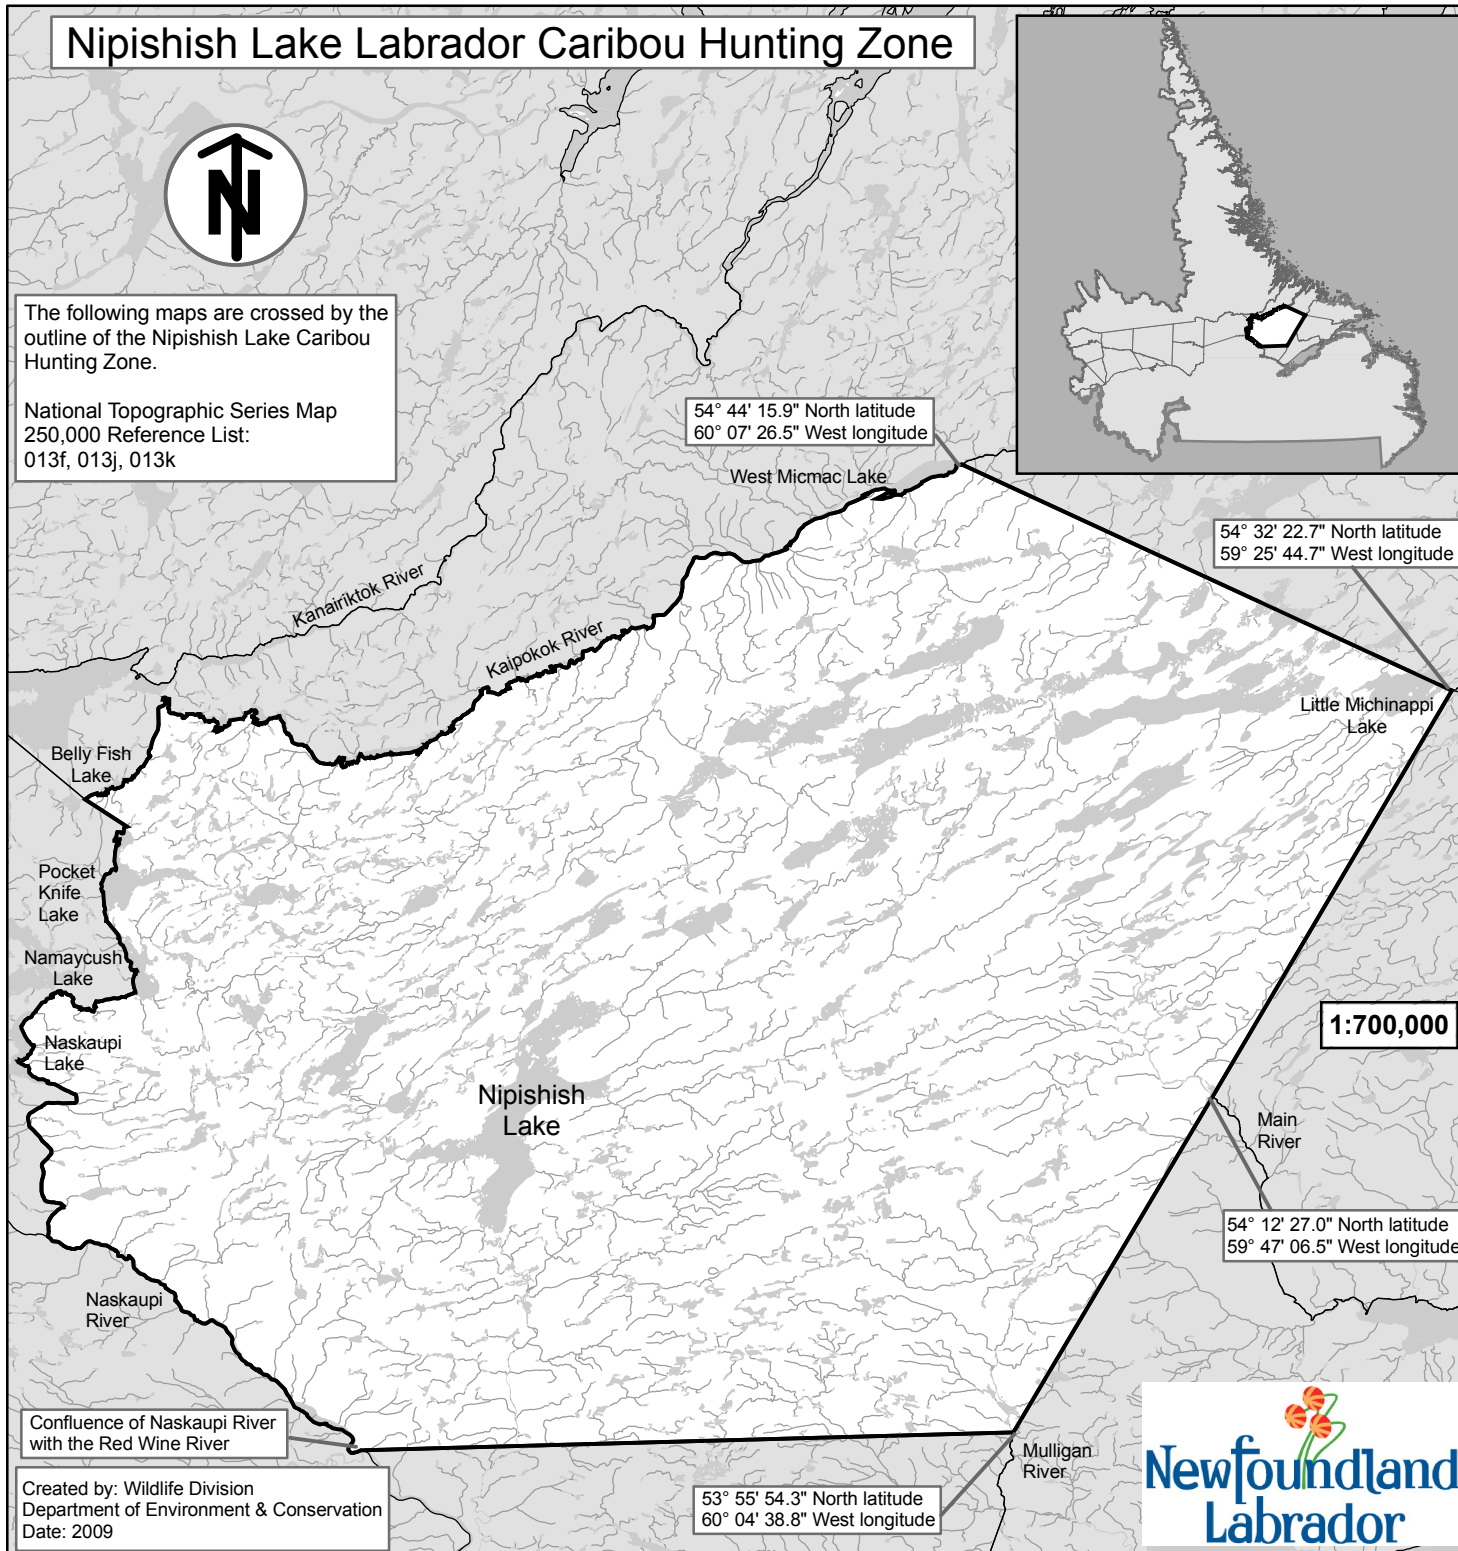 Nipishish Lake Labrador Caribou Hunting Zone
N
The following maps are crossed by the
outline of the Nipishish Lake Caribou
Hunting Zone.
National Topographic Series Map
250,000 Reference List:
013f, 013j, 013k
54° 44' 15.9" North latitude
60° 07' 26.5" West longitude
West Micmac Lake
54° 32' 22.7" North latitude
59° 25' 44.7" West longitude
Kanairiktok River
Kaipokok River
Little Michinappi
Lake
Belly Fish
Lake
Pocket
Knife
Lake
Namaycush
Lake
Naskaupi
Lake
1:700,000
Nipishish
Lake
Main
River
54° 12' 27.0" North latitude
59° 47' 06.5" West longitude
Naskaupi
River
Confluence of Naskaupi River
with the Red Wine River
Mulligan
River
Created by: Wildlife Division
Department of Environment & Conservation
Date: 2009
53° 55' 54.3" North latitude
60° 04' 38.8" West longitude
Newfoundland
Labrador